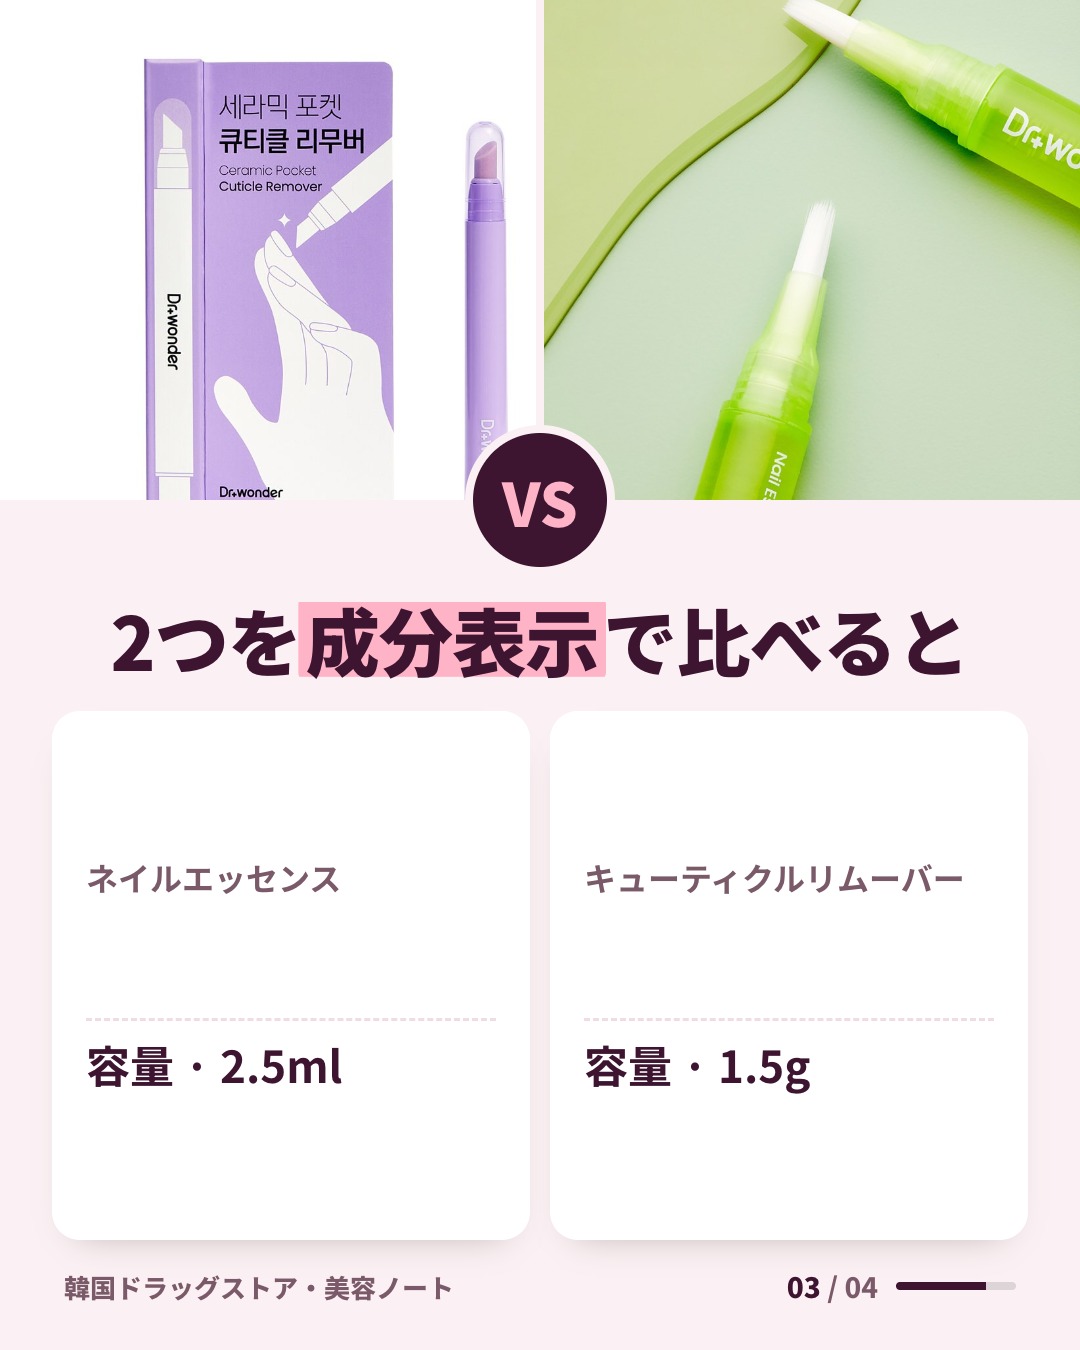 세라믹 포켓
큐티클 리무버
Ceramic Pocket
Cuticle Remover
Dr+wonder
Dr+wonder
Dr+wo
Nail Es
VS
2つを成分表示で比べると
ネイルエッセンス
容量・2.5ml
キューティクルリムーバー
容量・1.5g
韓国ドラッグストア・美容ノート
03 / 04